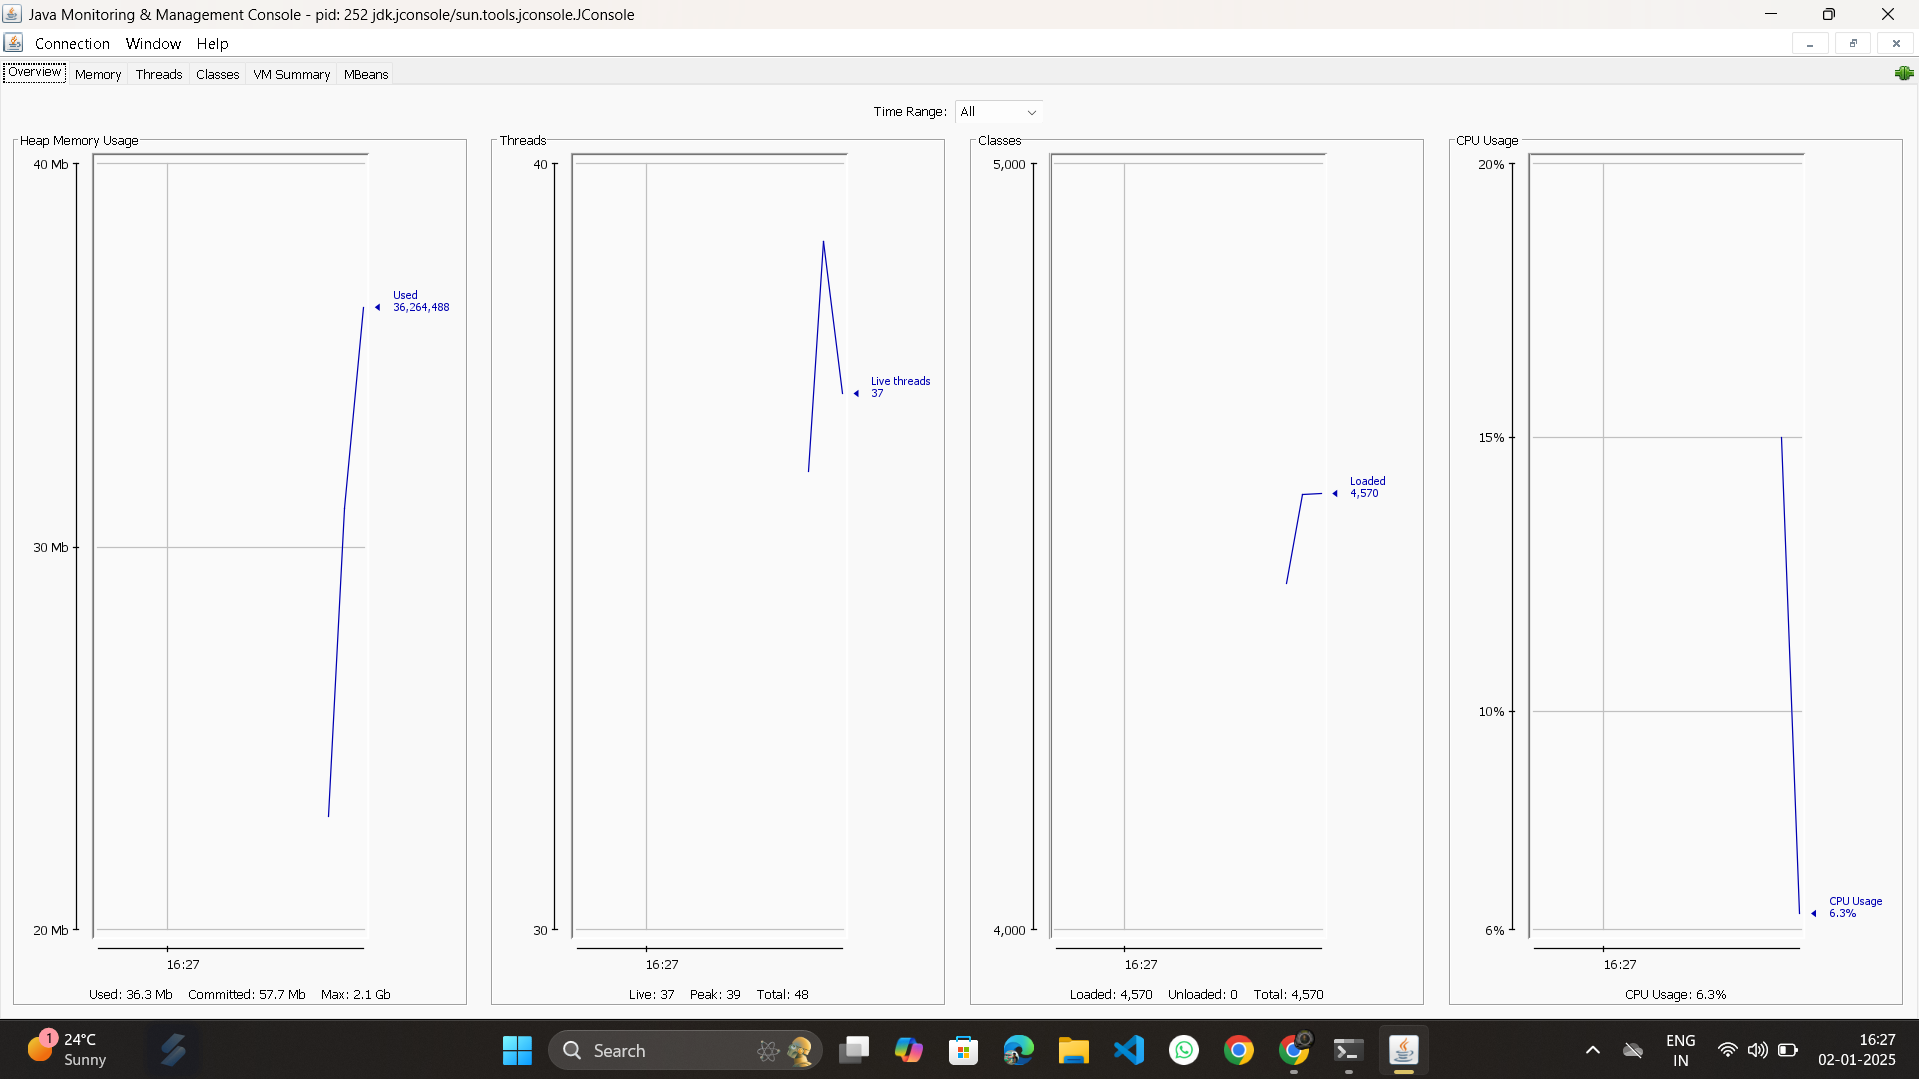 Java Monitoring & Management Console - pid: 252 jdk.jconsole/sun.tools.jconsole.JConsole
Connection Window Help
Overview Memory Threads Classes VM Summary MBeans
Time Range: All
Heap Memory Usage
40 Mb
30 Mb
20 Mb
Used
36,264,488
16:27
Used: 36.3 Mb Committed: 57.7 Mb Max: 2.1 Gb
Threads
40
30
Live threads
37
16:27
Live: 37 Peak: 39 Total: 48
Classes
5,000
4,000
Loaded
4,570
16:27
Loaded: 4,570 Unloaded: 0 Total: 4,570
CPU Usage
20%
15%
10%
6%
CPU Usage
6.3%
16:27
CPU Usage: 6.3%
1
24°C
Sunny
Search
ENG
IN
16:27
02-01-2025